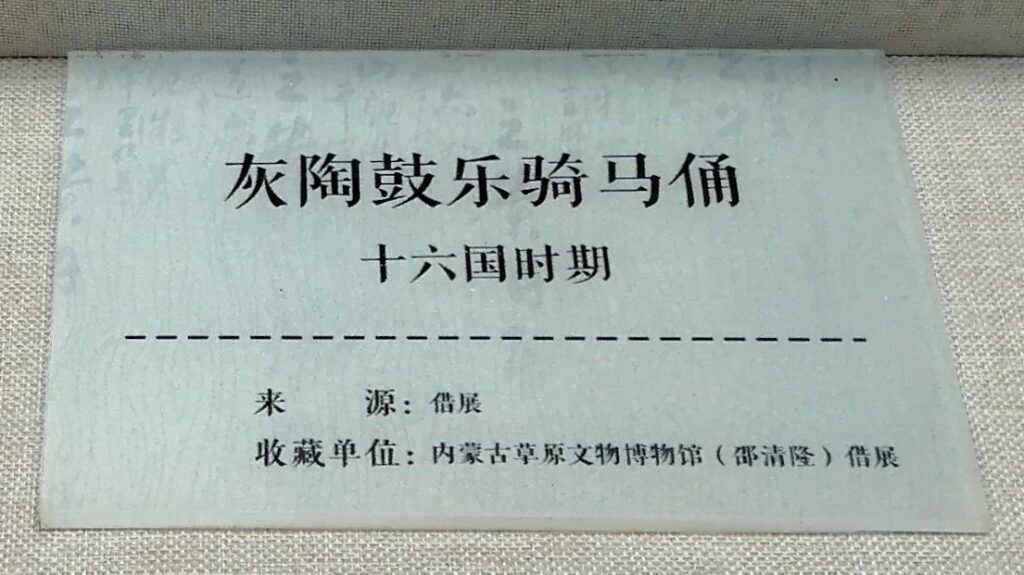 灰陶鼓乐骑马俑
十六国时期
来源：借展
收藏单位：内蒙古草原文物博物馆（邵清隆）借展